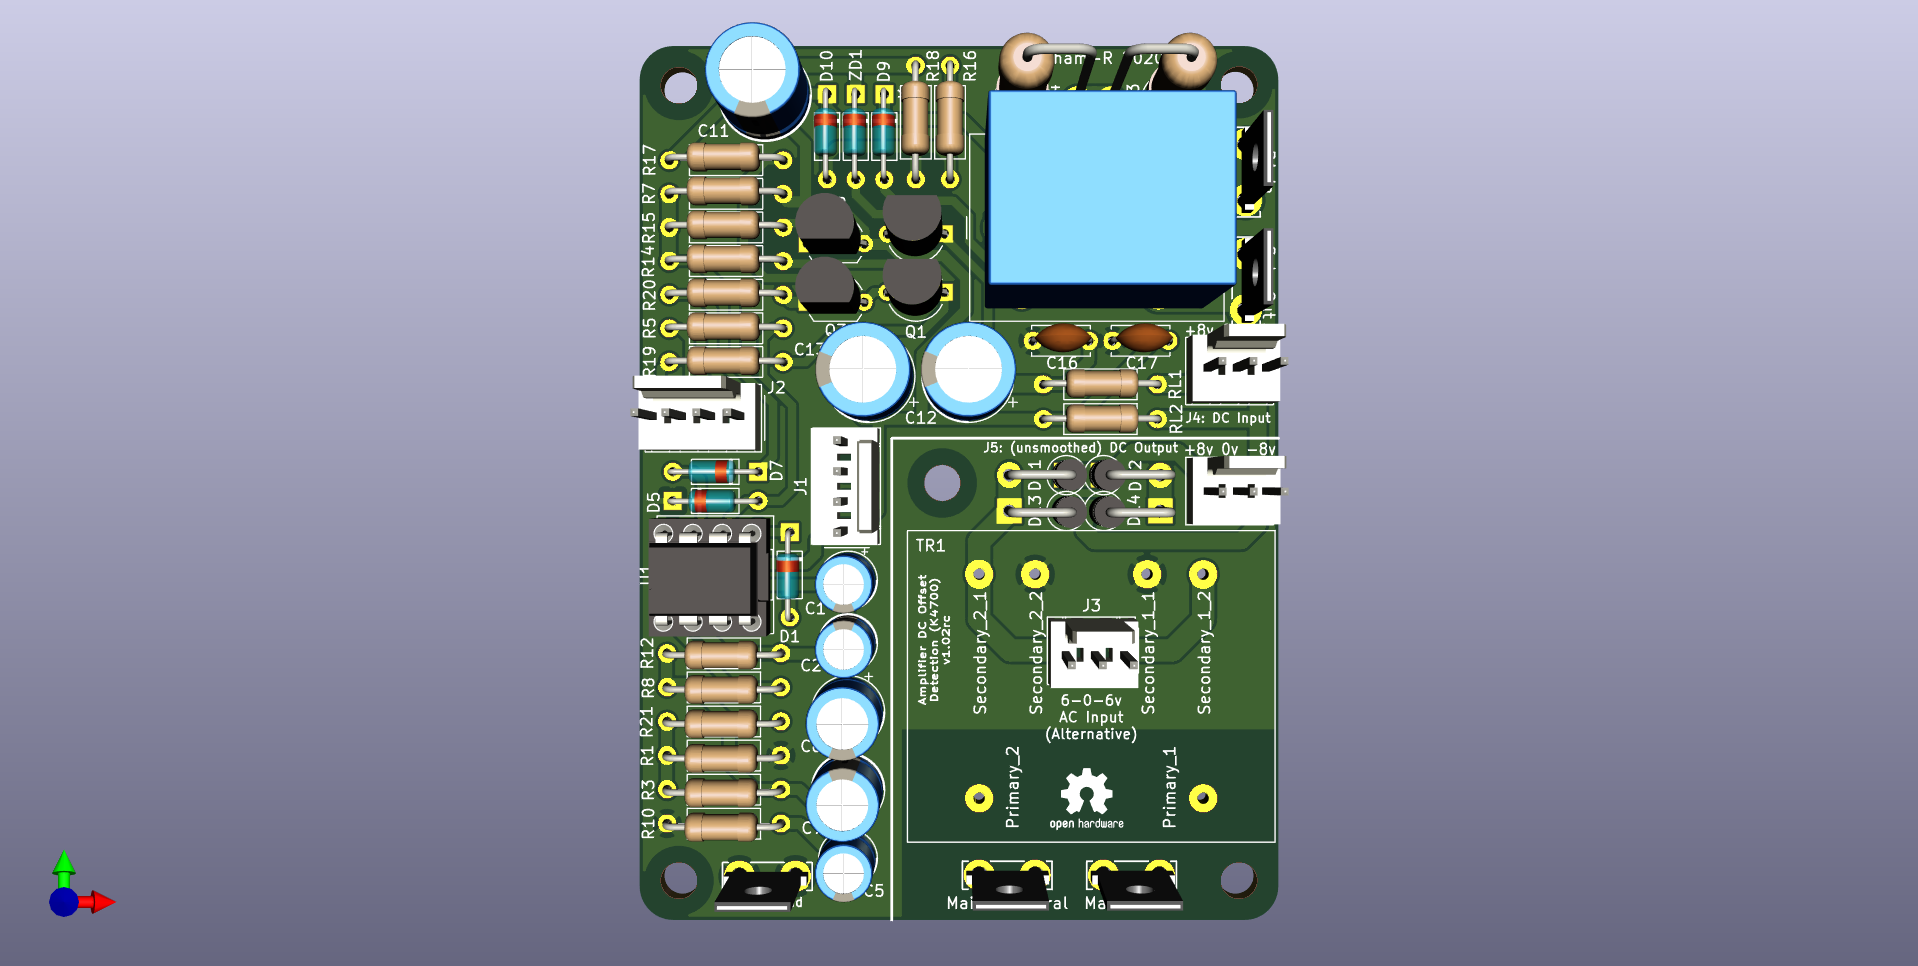 D10
ZD1
D9
R18
R16
C11
R17
R7
R15
R14
R20
R5
R19
Q1
+8v
C16
C17
J2
RL1
C12
+
+
RL2
J4: DC Input
J5: (unsmoothed) DC Output
+8v 0v -8v
D7
D5
J1
D1
D2
D3
D4
TR1
+
C1
D1
Amplifier DC Offset
Detection (K4700)
v1.02rc
Secondary_2_1
Secondary_2_2
J3
Secondary_1_1
Secondary_1_2
R12
C2
R8
+
R21
6-0-6v
AC Input
(Alternative)
R1
R3
Primary_2
Primary_1
open hardware
R10
C5